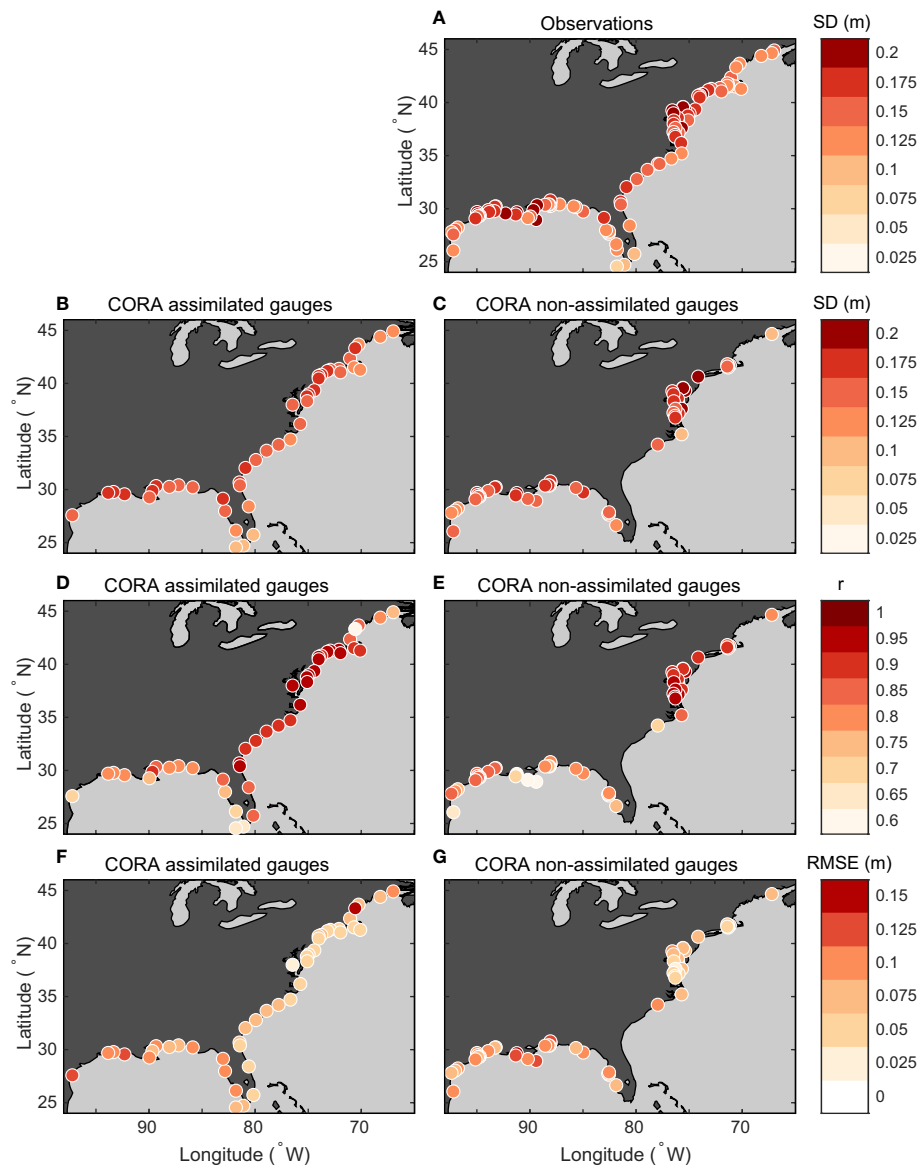 A
Observations
SD (m)
45
40
35
30
25
Latitude (°N)
0.2
0.175
0.15
0.125
0.1
0.075
0.05
0.025
B
CORA assimilated gauges
C
CORA non-assimilated gauges
SD (m)
45
40
35
30
25
Latitude (°N)
0.2
0.175
0.15
0.125
0.1
0.075
0.05
0.025
D
CORA assimilated gauges
E
CORA non-assimilated gauges
r
45
40
35
30
25
Latitude (°N)
1
0.95
0.9
0.85
0.8
0.75
0.7
0.65
0.6
F
CORA assimilated gauges
G
CORA non-assimilated gauges
RMSE (m)
45
40
35
30
25
Latitude (°N)
0.15
0.125
0.1
0.075
0.05
0.025
0
90
80
70
Longitude (°W)
90
80
70
Longitude (°W)